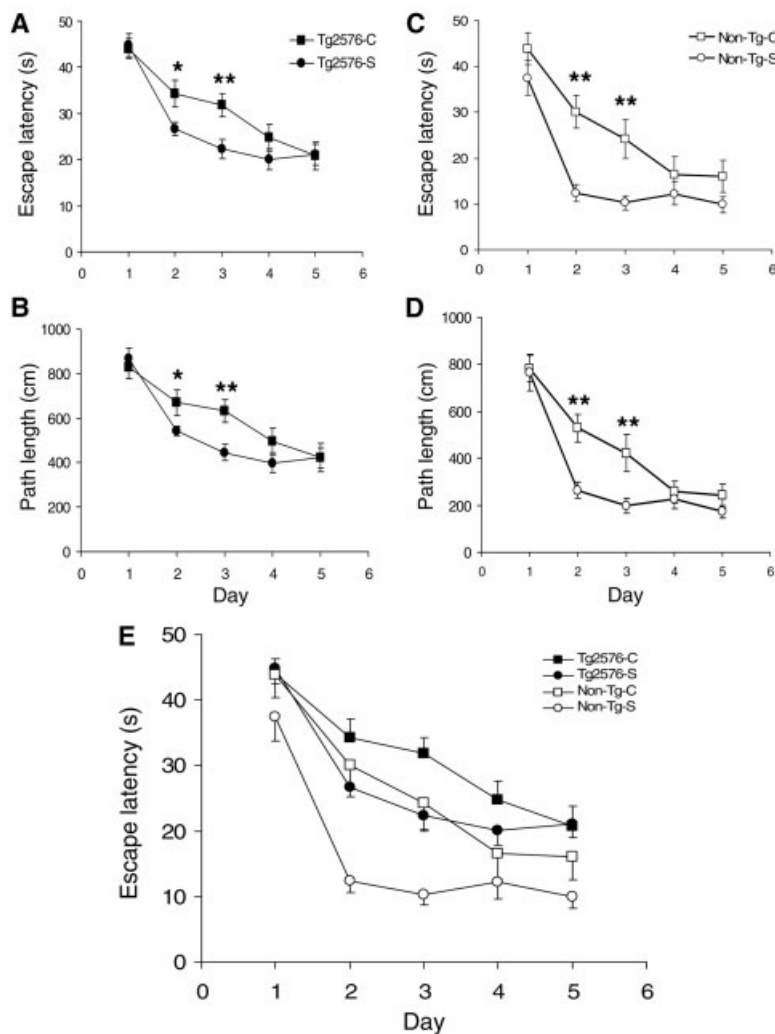 A
Tg2576-C
Tg2576-S
50
40
30
20
10
0
Escape latency (s)
*
**
0 1 2 3 4 5 6
C
Non-Tg-C
Non-Tg-S
50
40
30
20
10
0
Escape latency (s)
**
**
0 1 2 3 4 5 6
B
1000
800
600
400
200
0
Path length (cm)
*
**
0 1 2 3 4 5 6
Day
D
1000
800
600
400
200
0
Path length (cm)
**
**
0 1 2 3 4 5 6
Day
E
Tg2576-C
Tg2576-S
Non-Tg-C
Non-Tg-S
50
40
30
20
10
0
Escape latency (s)
0 1 2 3 4 5 6
Day